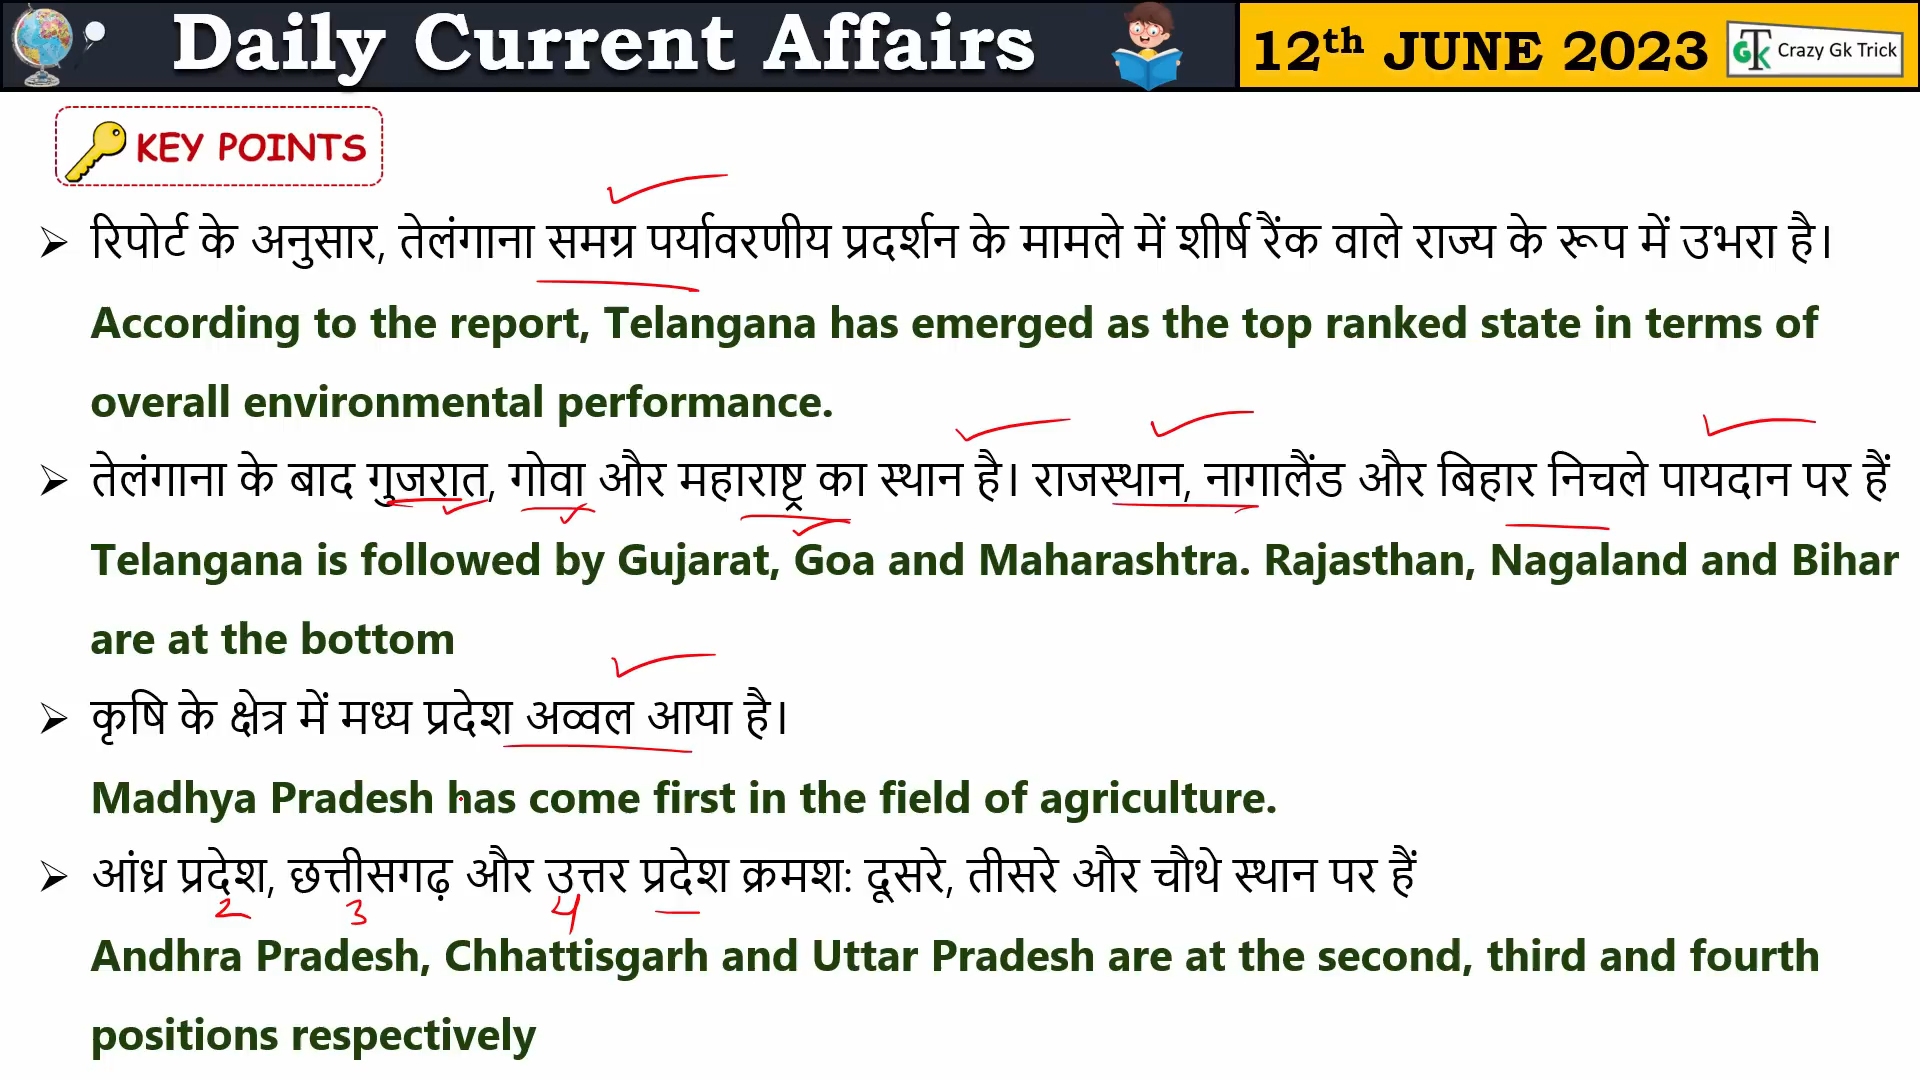 Daily Current Affairs
12th JUNE 2023
GTK Crazy Gk Trick
KEY POINTS
➢ रिपोर्ट के अनुसार, तेलंगाना समग्र पर्यावरणीय प्रदर्शन के मामले में शीर्ष रैंक वाले राज्य के रूप में उभरा है।
According to the report, Telangana has emerged as the top ranked state in terms of
overall environmental performance.
➢ तेलंगाना के बाद गुजरात, गोवा और महाराष्ट्र का स्थान है। राजस्थान, नागालैंड और बिहार निचले पायदान पर हैं
Telangana is followed by Gujarat, Goa and Maharashtra. Rajasthan, Nagaland and Bihar
are at the bottom
➢ कृषि के क्षेत्र में मध्य प्रदेश अव्वल आया है।
Madhya Pradesh has come first in the field of agriculture.
➢ आंध्र प्रदेश, छत्तीसगढ़ और उत्तर प्रदेश क्रमश: दूसरे, तीसरे और चौथे स्थान पर हैं
2 3 4
Andhra Pradesh, Chhattisgarh and Uttar Pradesh are at the second, third and fourth
positions respectively